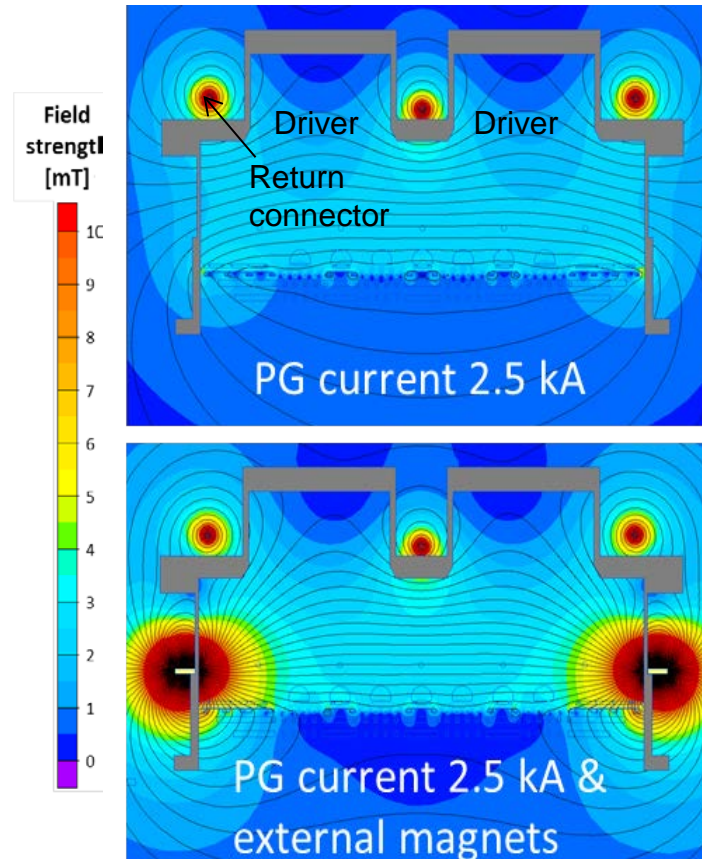 Field
strengtl
[mT]
10
9
8
7
6
5
4
3
2
1
0
Driver Driver
Return
connector
PG current 2.5 kA
PG current 2.5 kA &
external magnets